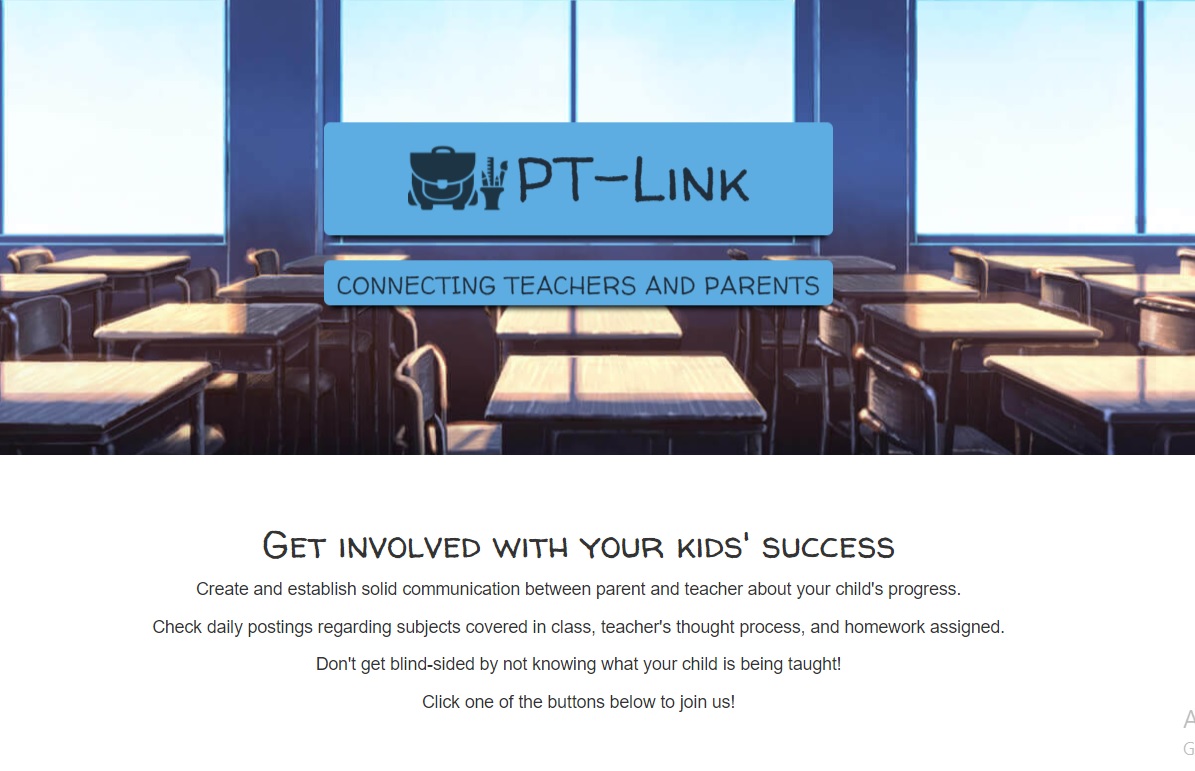 PT-Link
CONNECTING TEACHERS AND PARENTS
Get involved with your kids' success
Create and establish solid communication between parent and teacher about your child's progress.
Check daily postings regarding subjects covered in class, teacher's thought process, and homework assigned.
Don't get blind-sided by not knowing what your child is being taught!
Click one of the buttons below to join us!
A
G